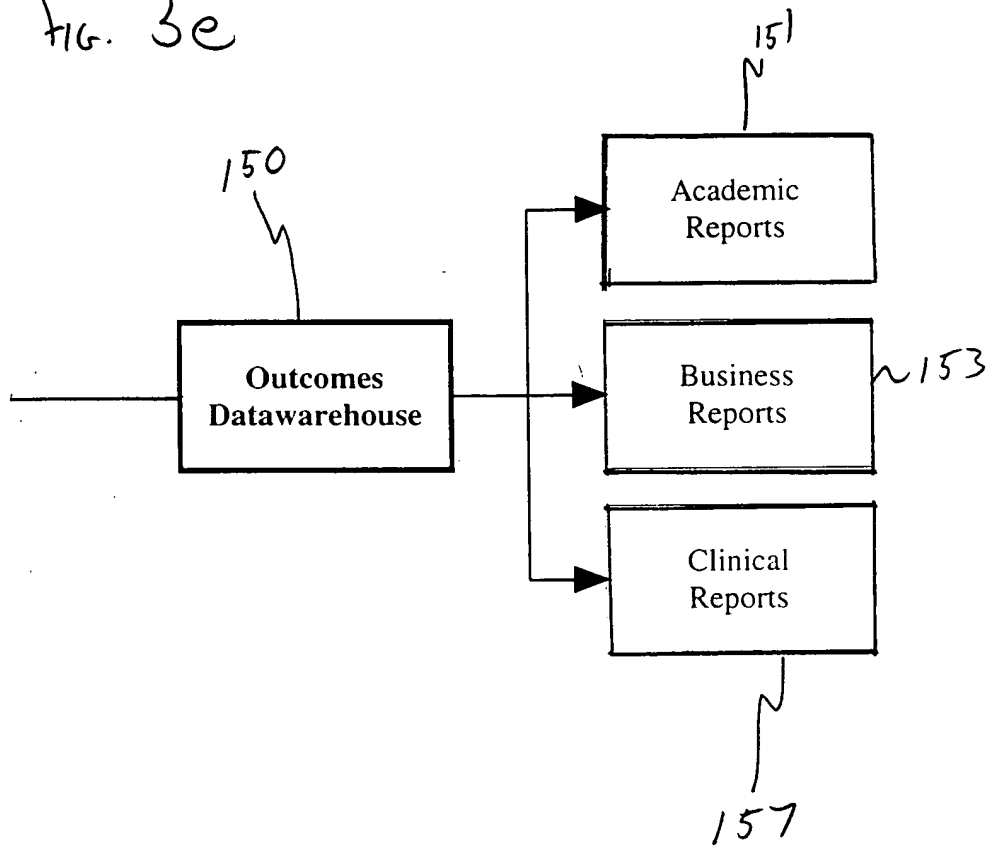 FIG. 3e
151
150
Academic
Reports
Outcomes
Datawarehouse
Business
Reports
153
Clinical
Reports
157